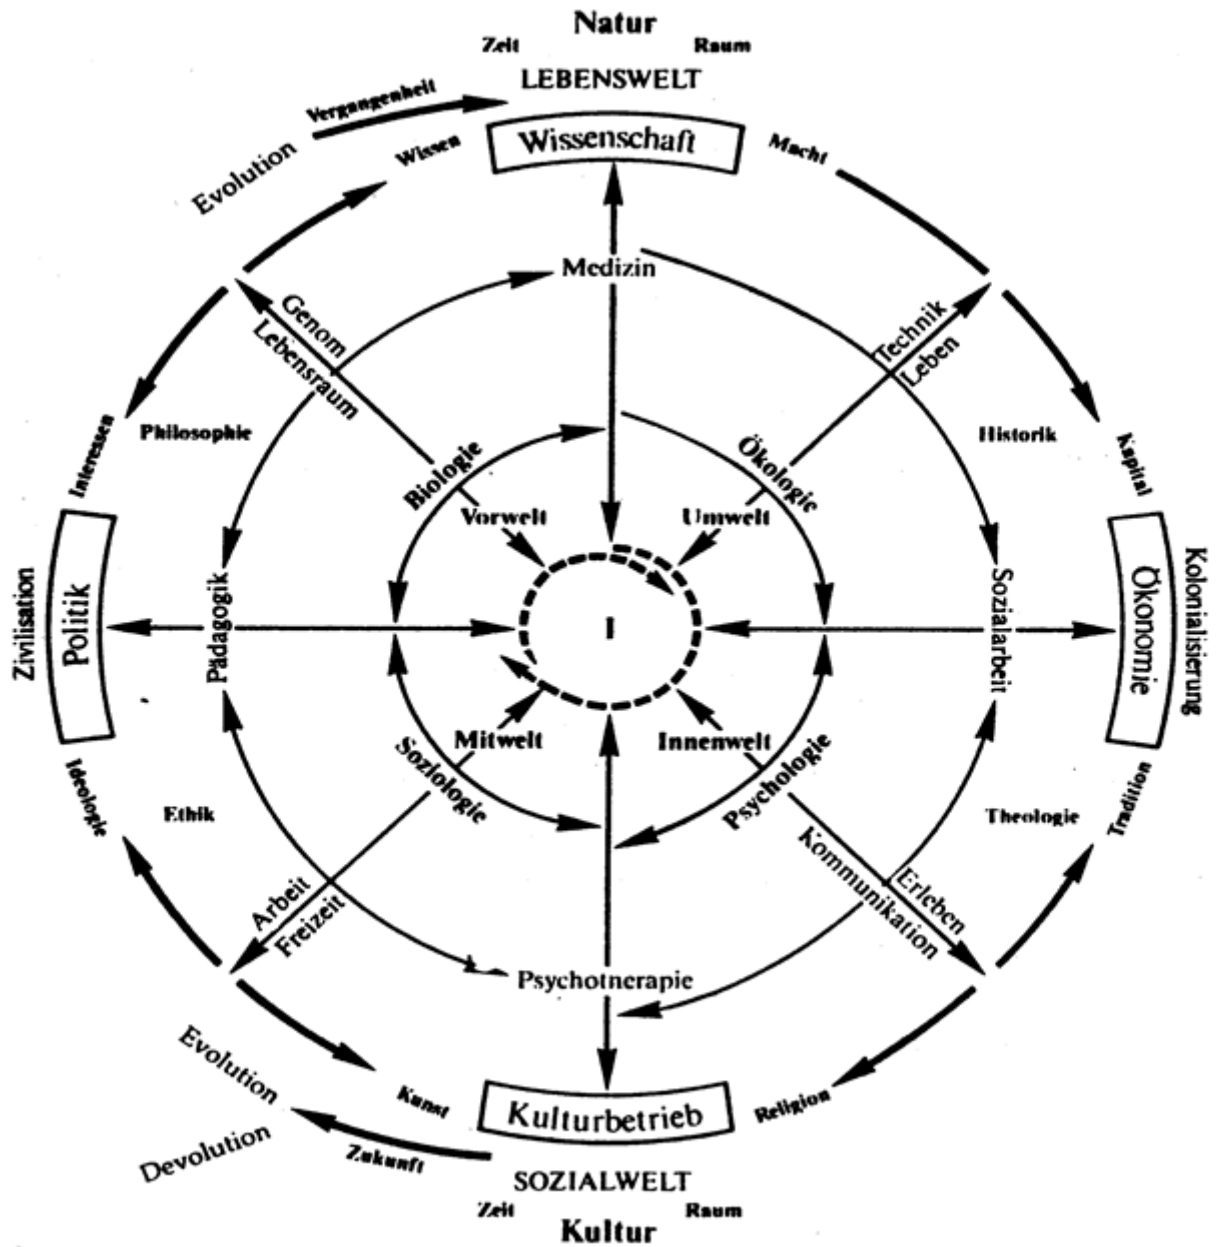 Natur
Zeit Raum
LEBENSWELT
Vergangenheit
Wissenschaft
Wissen
Macht
Evolution
Medizin
Genom
Lebensraum
Technik
Leben
Philosophie
Historik
Interessen
Kapital
Biologie
Ökologie
Vorwelt
Umwelt
Zivilisation
Politik
Pädagogik
I
Sozialarbeit
Ökonomie
Kolonialisierung
Mitwelt
Innenwelt
Soziologie
Psychologie
Ideologie
Tradition
Ethik
Theologie
Arbeit
Freizeit
Erleben
Kommunikation
Psychotnerapie
Evolution
Devolution
Kunst
Kulturbetrieb
Religion
Zukunft
SOZIALWELT
Zeit Raum
Kultur